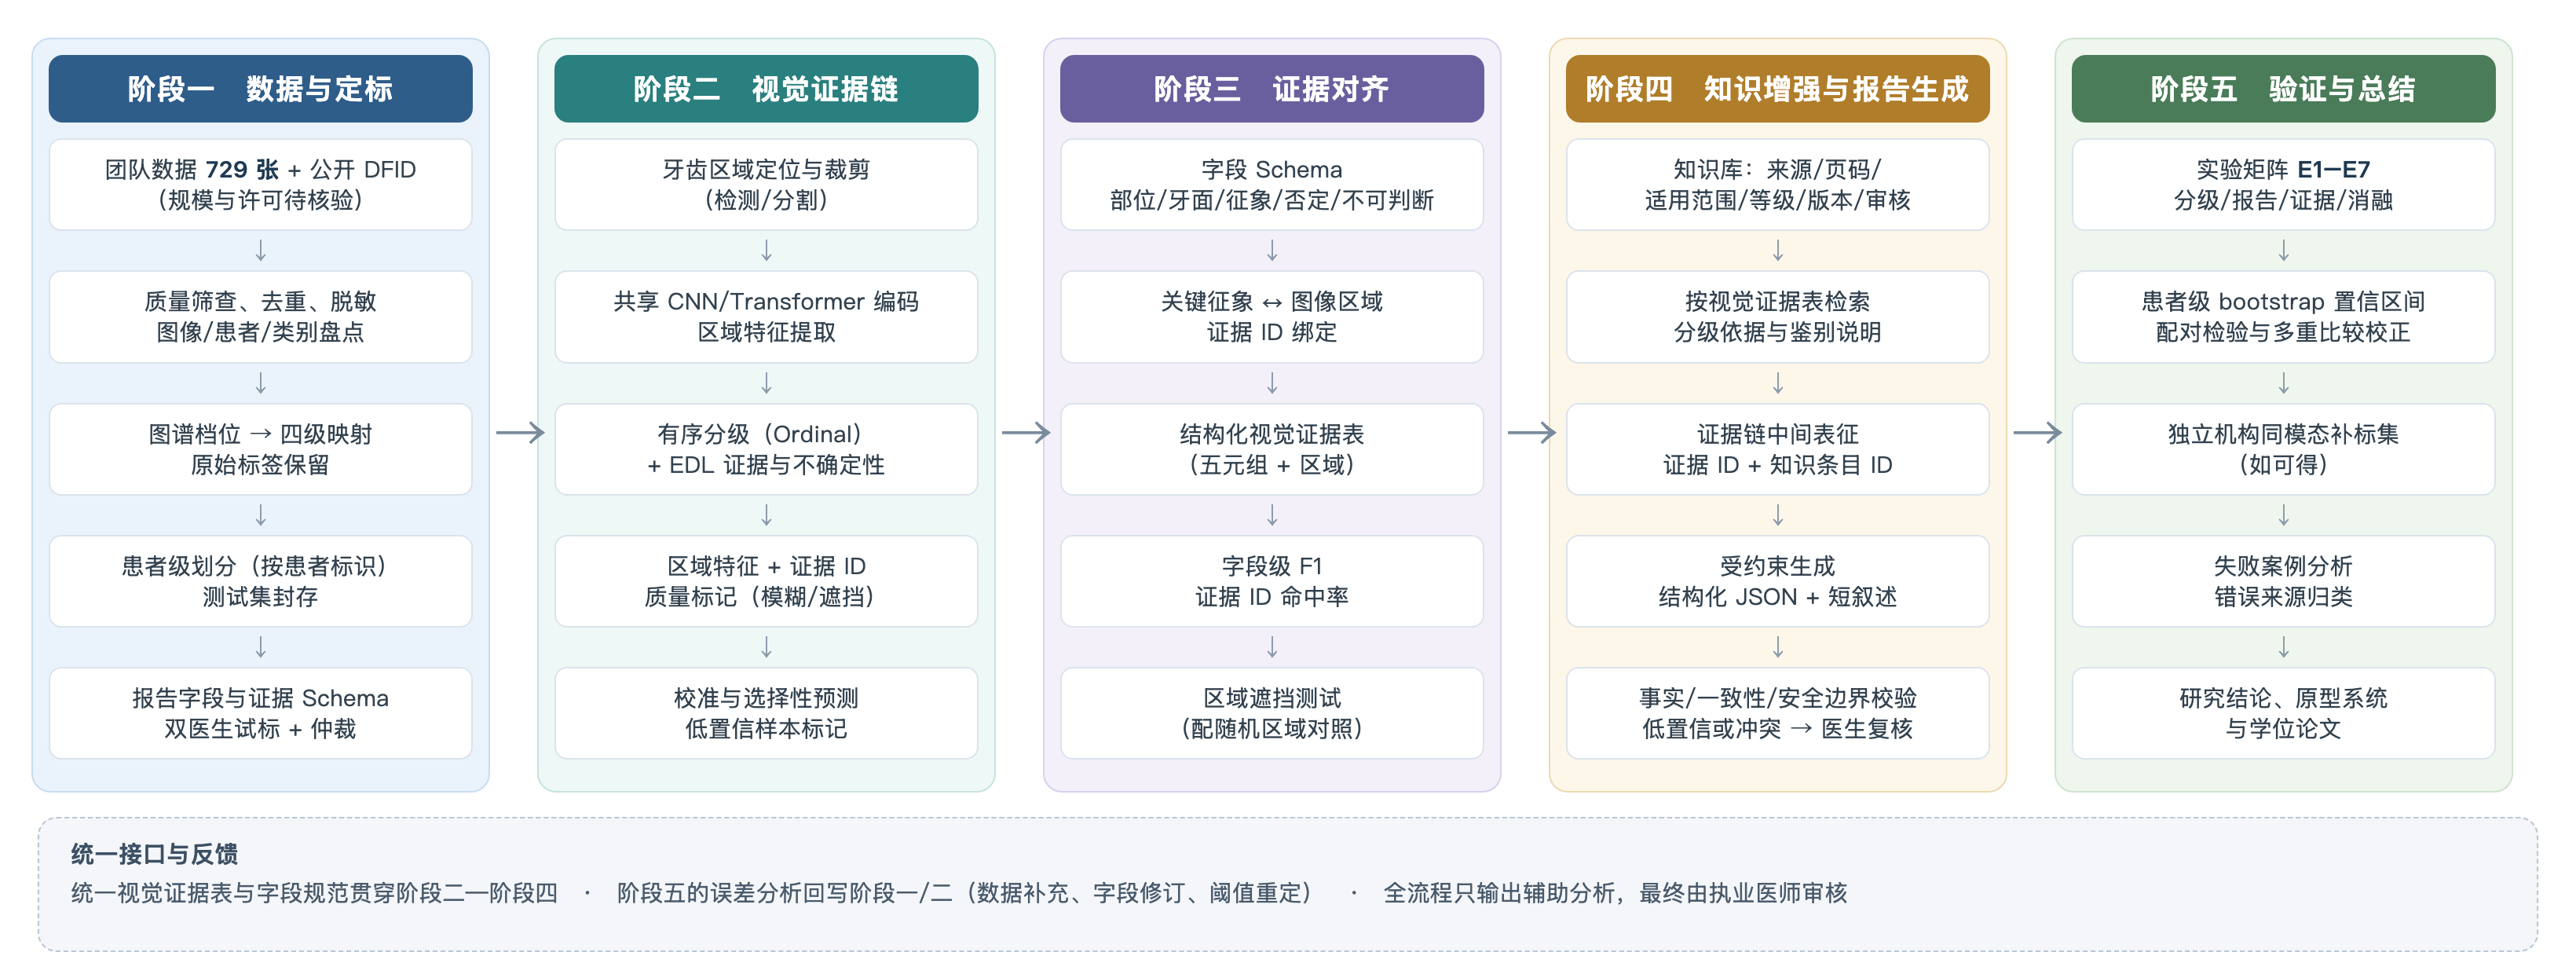 阶段一 数据与定标
团队数据 729 张 + 公开 DFID
（规模与许可待核验）
↓
质量筛查、去重、脱敏
图像/患者/类别盘点
↓
图谱档位 → 四级映射
原始标签保留
↓
患者级划分（按患者标识）
测试集封存
↓
报告字段与证据 Schema
双医生试标 + 仲裁
阶段二 视觉证据链
牙齿区域定位与裁剪
（检测/分割）
↓
共享 CNN/Transformer 编码
区域特征提取
↓
有序分级（Ordinal）
+ EDL 证据与不确定性
↓
区域特征 + 证据 ID
质量标记（模糊/遮挡）
↓
校准与选择性预测
低置信样本标记
阶段三 证据对齐
字段 Schema
部位/牙面/征象/否定/不可判断
↓
关键征象 ↔ 图像区域
证据 ID 绑定
↓
结构化视觉证据表
（五元组 + 区域）
↓
字段级 F1
证据 ID 命中率
↓
区域遮挡测试
（配随机区域对照）
阶段四 知识增强与报告生成
知识库：来源/页码/
适用范围/等级/版本/审核
↓
按视觉证据表检索
分级依据与鉴别说明
↓
证据链中间表征
证据 ID + 知识条目 ID
↓
受约束生成
结构化 JSON + 短叙述
↓
事实/一致性/安全边界校验
低置信或冲突 → 医生复核
阶段五 验证与总结
实验矩阵 E1—E7
分级/报告/证据/消融
↓
患者级 bootstrap 置信区间
配对检验与多重比较校正
↓
独立机构同模态补标集
（如可得）
↓
失败案例分析
错误来源归类
↓
研究结论、原型系统
与学位论文
统一接口与反馈
统一视觉证据表与字段规范贯穿阶段二—阶段四 · 阶段五的误差分析回写阶段一/二（数据补充、字段修订、阈值重定） · 全流程只输出辅助分析，最终由执业医师审核